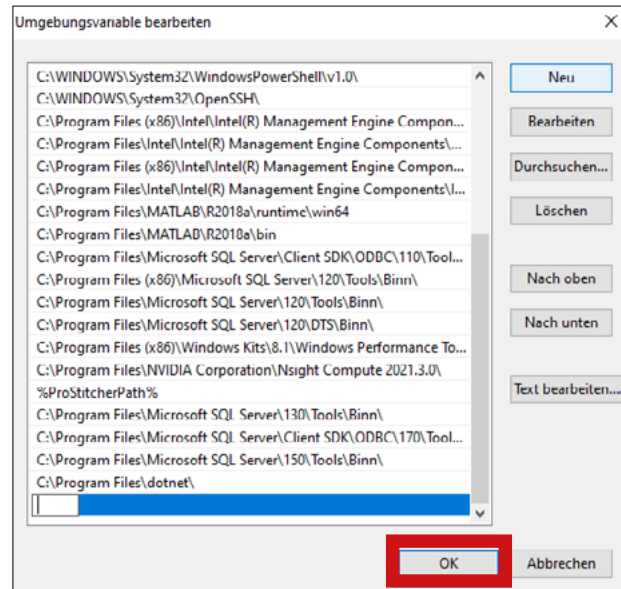 Umgebungsvariable bearbeiten
C:\WINDOWS\System32\WindowsPowerShell\v1.0\
C:\WINDOWS\System32\OpenSSH\
C:\Program Files (x86)\Intel\Intel(R) Management Engine Compon...
C:\Program Files\Intel\Intel(R) Management Engine Components\...
C:\Program Files (x86)\Intel\Intel(R) Management Engine Compon...
C:\Program Files\Intel\Intel(R) Management Engine Components\I...
C:\Program Files\MATLAB\R2018a\runtime\win64
C:\Program Files\MATLAB\R2018a\bin
C:\Program Files\Microsoft SQL Server\Client SDK\ODBC\110\Tool...
C:\Program Files (x86)\Microsoft SQL Server\120\Tools\Binn\
C:\Program Files\Microsoft SQL Server\120\Tools\Binn\
C:\Program Files\Microsoft SQL Server\120\DTS\Binn\
C:\Program Files (x86)\Windows Kits\8.1\Windows Performance To...
C:\Program Files\NVIDIA Corporation\Nsight Compute 2021.3.0\
%ProStitcherPath%
C:\Program Files\Microsoft SQL Server\130\Tools\Binn\
C:\Program Files\Microsoft SQL Server\Client SDK\ODBC\170\Tool...
C:\Program Files\Microsoft SQL Server\150\Tools\Binn\
C:\Program Files\dotnet\
Neu
Bearbeiten
Durchsuchen...
Löschen
Nach oben
Nach unten
Text bearbeiten...
OK
Abbrechen